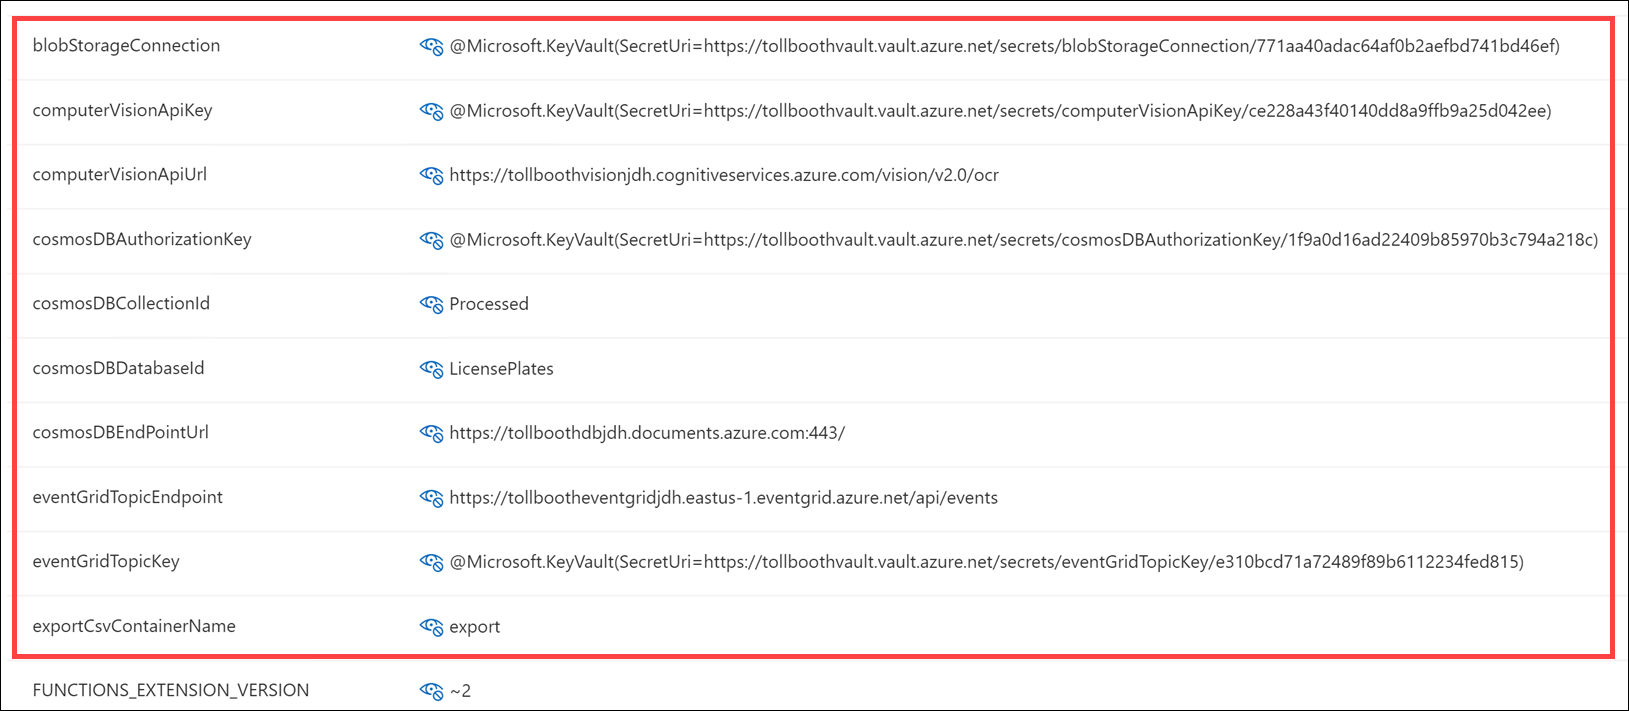 blobStorageConnection @Microsoft.KeyVault(SecretUri=https://tollboothvault.vault.azure.net/secrets/blobStorageConnection/771aa40adac64af0b2aefbd741bd46ef)
computerVisionApiKey @Microsoft.KeyVault(SecretUri=https://tollboothvault.vault.azure.net/secrets/computerVisionApiKey/ce228a43f40140dd8a9ffb9a25d042ee)
computerVisionApiUrl https://tollboothvisionjdh.cognitiveservices.azure.com/vision/v2.0/ocr
cosmosDBAuthorizationKey @Microsoft.KeyVault(SecretUri=https://tollboothvault.vault.azure.net/secrets/cosmosDBAuthorizationKey/1f9a0d16ad22409b85970b3c794a218c)
cosmosDBCollectionId Processed
cosmosDBDatabaseId LicensePlates
cosmosDBEndPointUrl https://tollboothdbjdh.documents.azure.com:443/
eventGridTopicEndpoint https://tollbootheventgridjdh.eastus-1.eventgrid.azure.net/api/events
eventGridTopicKey @Microsoft.KeyVault(SecretUri=https://tollboothvault.vault.azure.net/secrets/eventGridTopicKey/e310bcd71a72489f89b6112234fed815)
exportCsvContainerName export
FUNCTIONS_EXTENSION_VERSION ~2